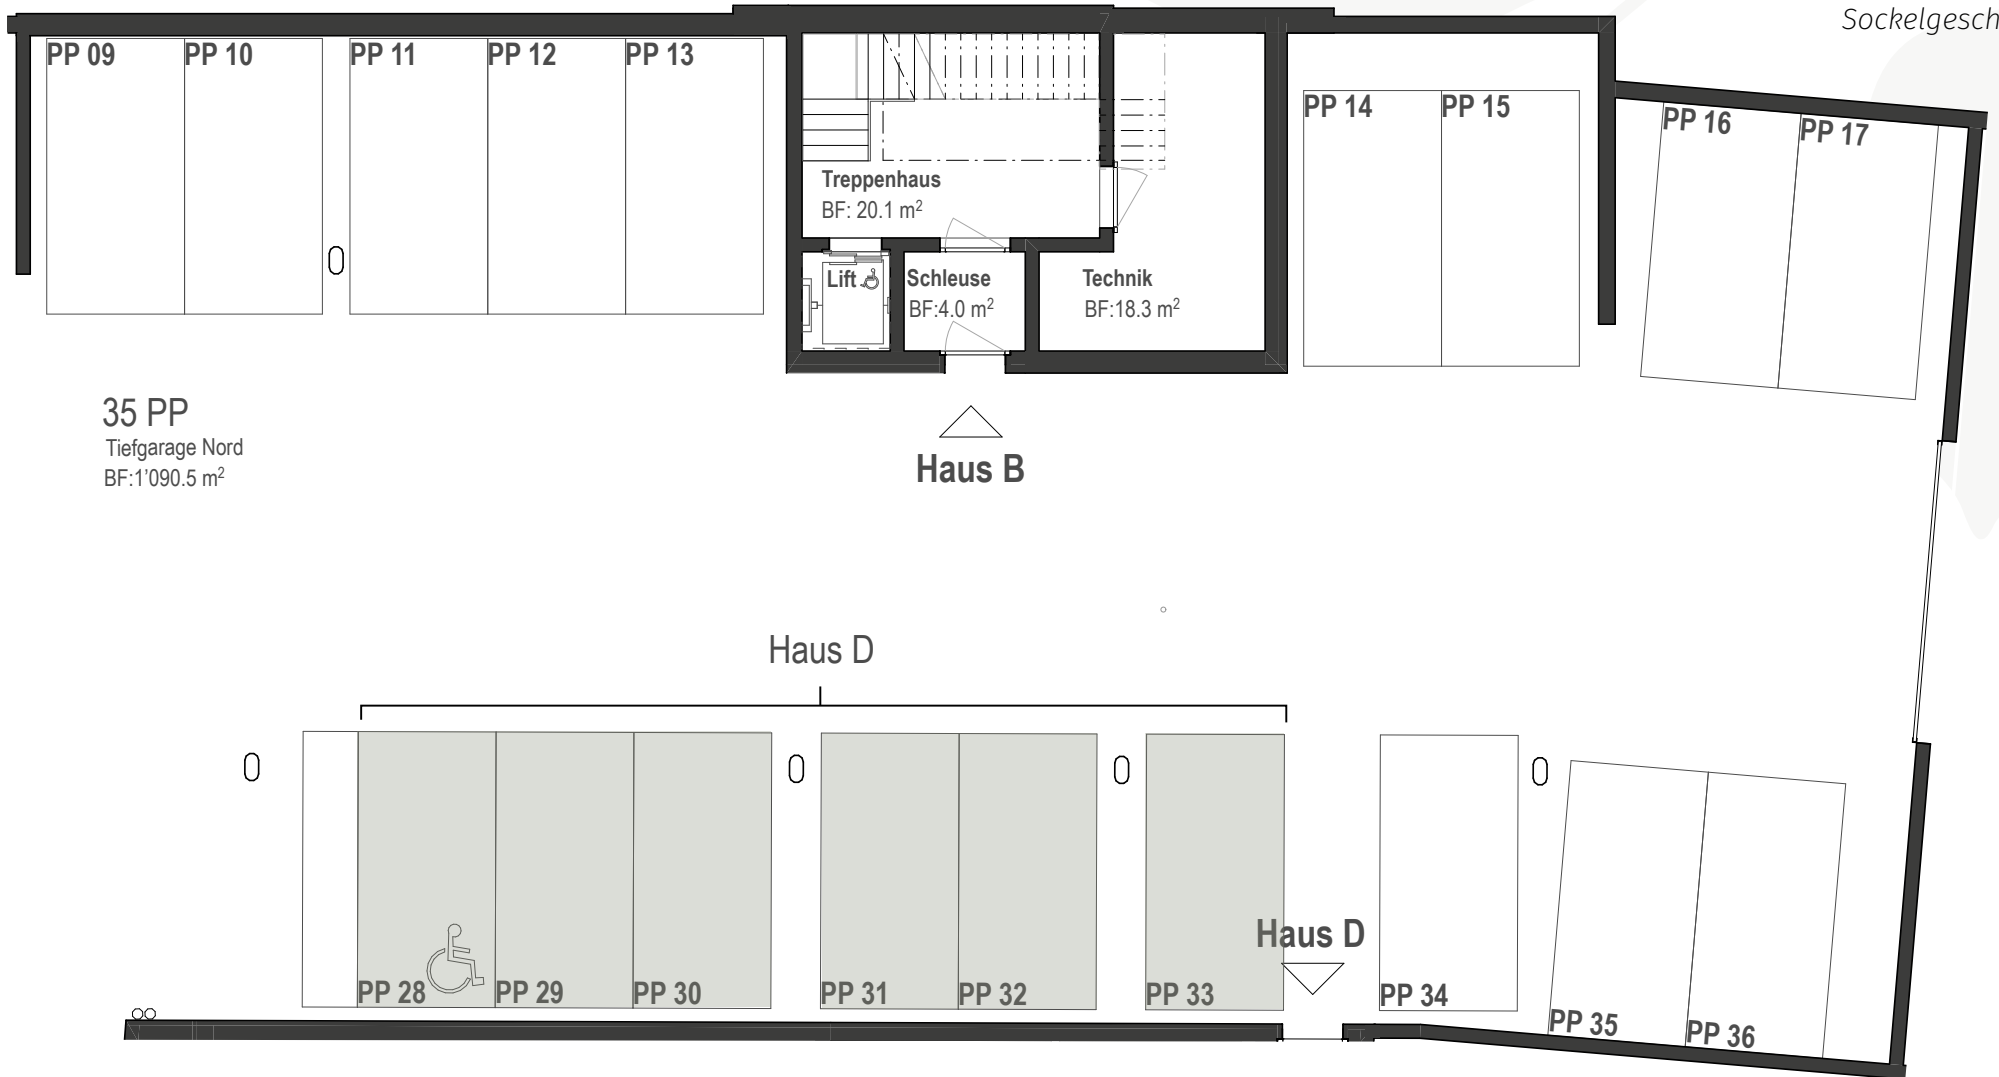 Sockelgesch
PP 09
PP 10
PP 11
PP 12
PP 13
PP 14
PP 15
PP 16
PP 17
Treppenhaus
BF: 20.1 m²
Lift
Schleuse
BF:4.0 m²
Technik
BF:18.3 m²
35 PP
Tiefgarage Nord
BF:1'090.5 m²
Haus B
Haus D
Haus D
PP 28
PP 29
PP 30
PP 31
PP 32
PP 33
PP 34
PP 35
PP 36